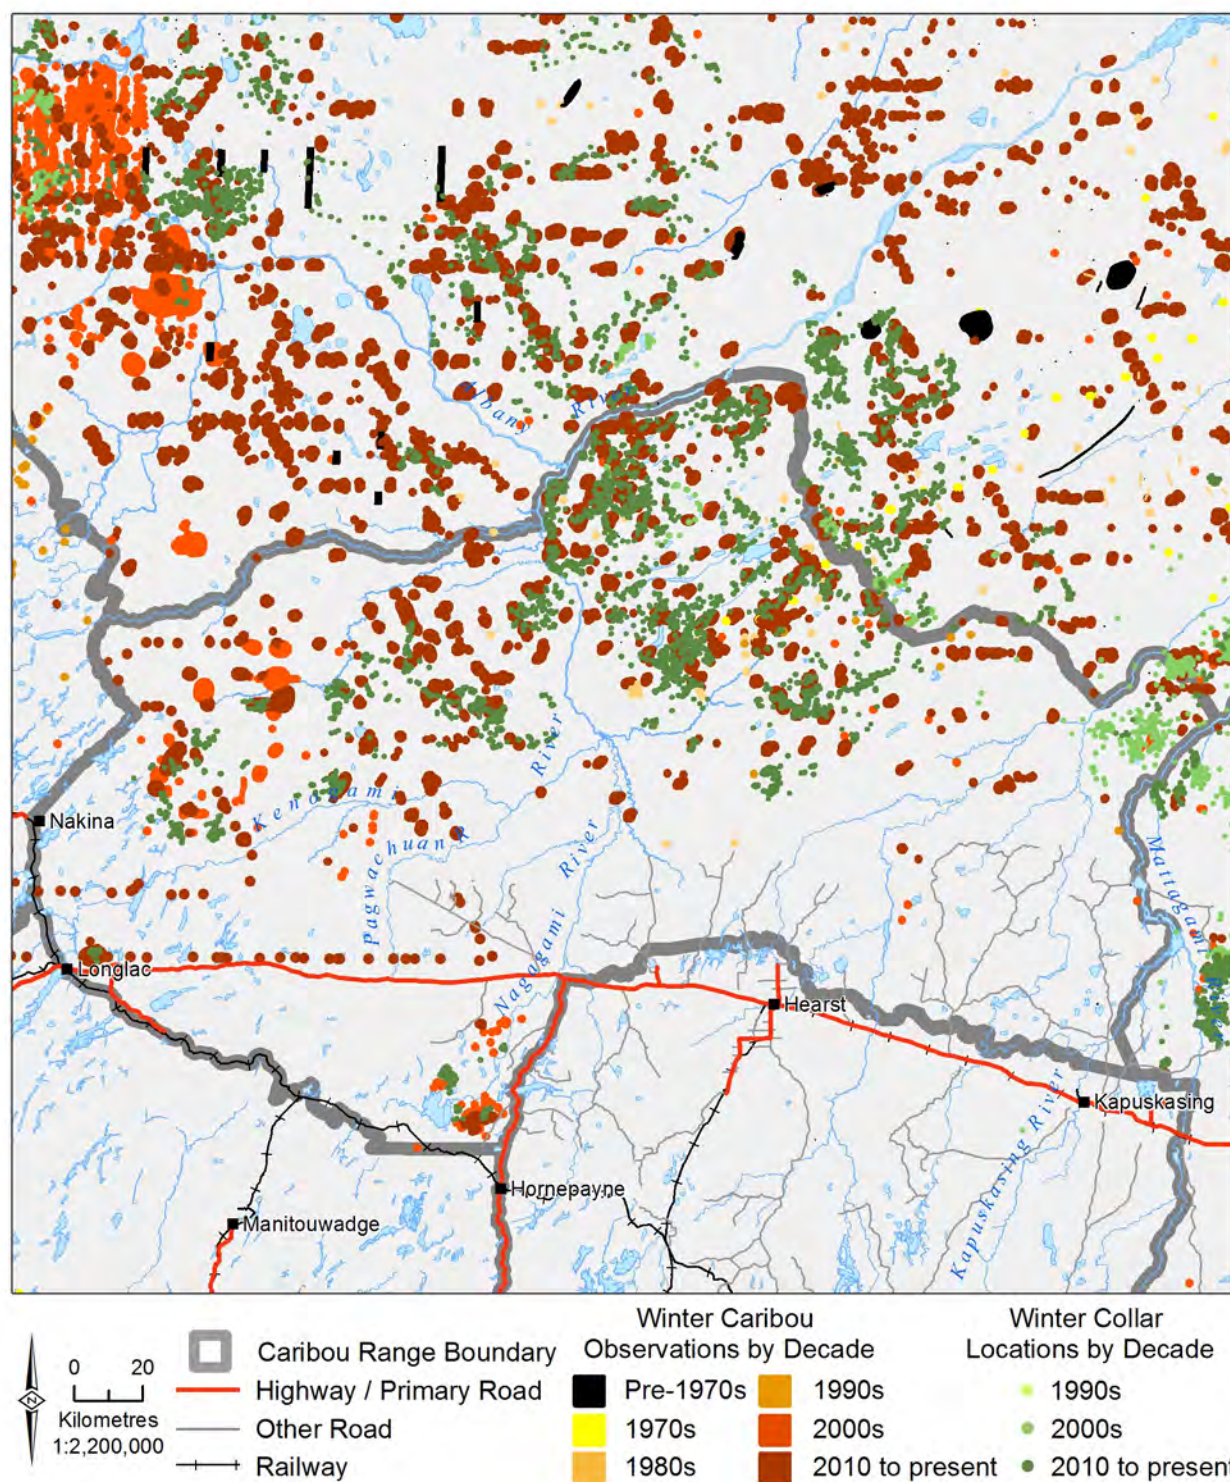 Albany River
Nakina
Kenogami River
Pagwachuan R
Nagagami River
Mattagami River
Longlac
Hearst
Kapuskasing
Kapuskasing River
Hornepayne
Manitouwadge
N
0 20
Kilometres
1:2,200,000
Caribou Range Boundary
Highway / Primary Road
Other Road
Railway
Winter Caribou
Observations by Decade
Pre-1970s
1970s
1980s
1990s
2000s
2010 to present
Winter Collar
Locations by Decade
1990s
2000s
2010 to present